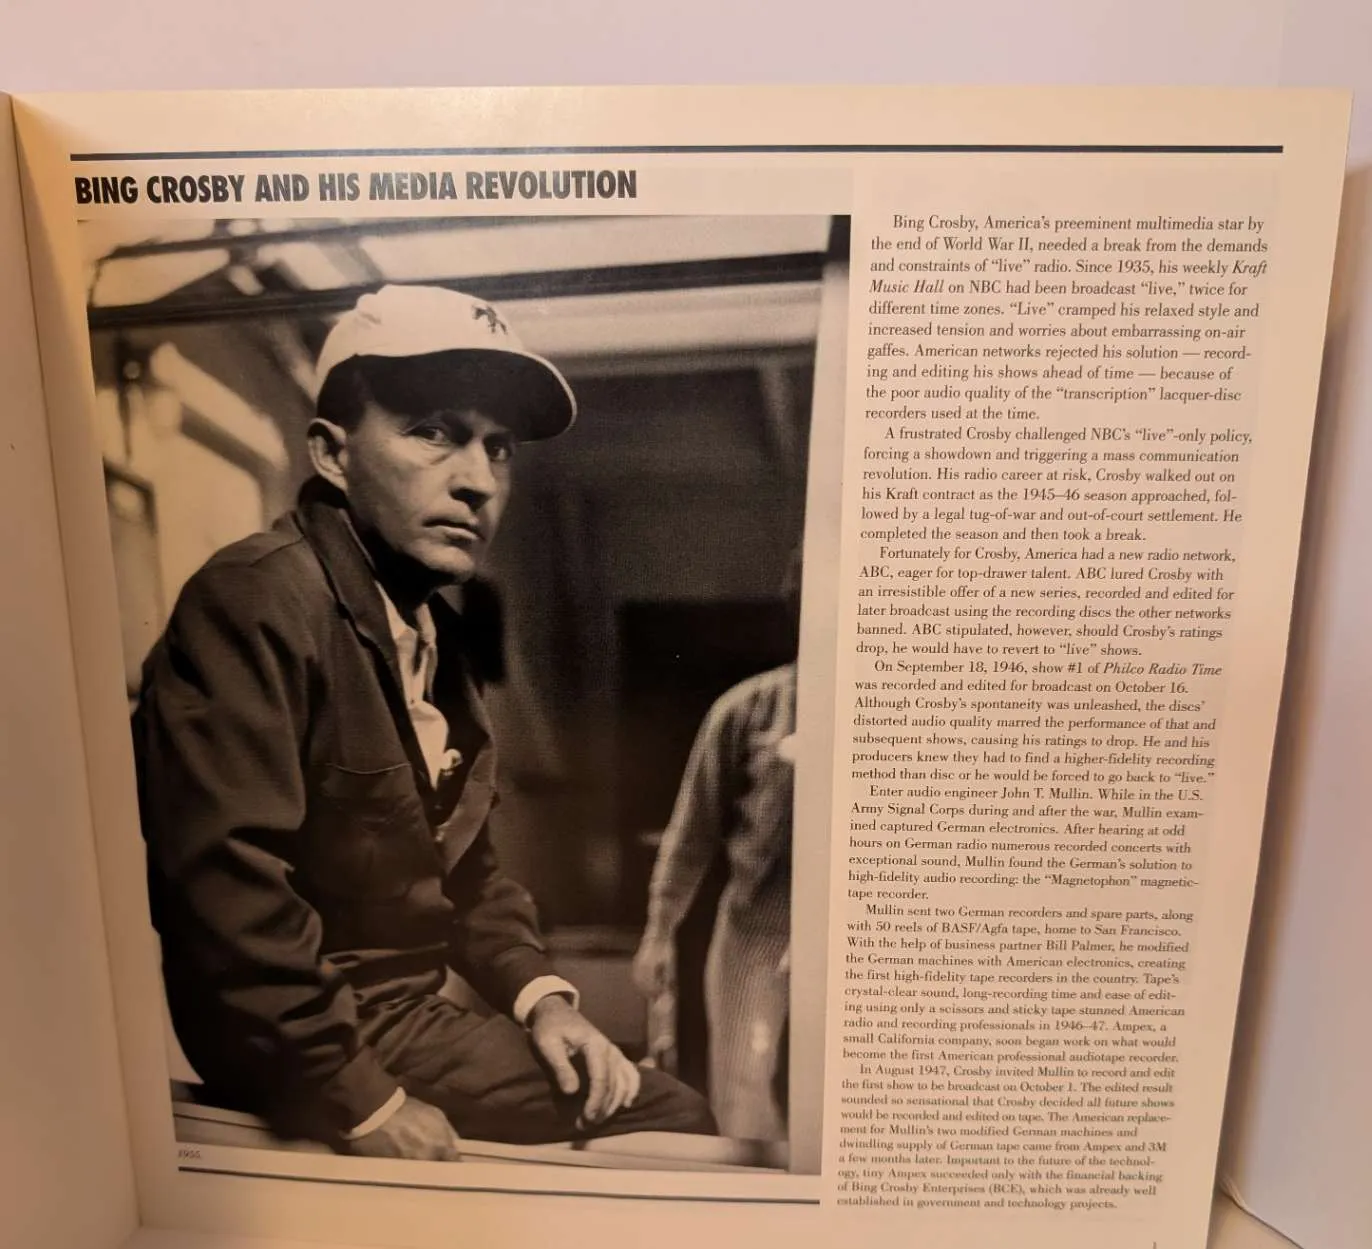 BING CROSBY AND HIS MEDIA REVOLUTION
Bing Crosby, America's preeminent multimedia star by
the end of World War II, needed a break from the demands
and constraints of "live" radio. Since 1935, his weekly Kraft
Music Hall on NBC had been broadcast "live," twice for
different time zones. "Live" cramped his relaxed style and
increased tension and worries about embarrassing on-air
gaffes. American networks rejected his solution — record-
ing and editing his shows ahead of time — because of
the poor audio quality of the "transcription" lacquer-disc
recorders used at the time.
A frustrated Crosby challenged NBC's "live"-only policy,
forcing a showdown and triggering a mass communication
revolution. His radio career at risk, Crosby walked out on
his Kraft contract as the 1945–46 season approached, fol-
lowed by a legal tug-of-war and out-of-court settlement. He
completed the season and then took a break.
Fortunately for Crosby, America had a new radio network,
ABC, eager for top-drawer talent. ABC lured Crosby with
an irresistible offer of a new series, recorded and edited for
later broadcast using the recording discs the other networks
banned. ABC stipulated, however, should Crosby's ratings
drop, he would have to revert to "live" shows.
On September 18, 1946, show #1 of Philco Radio Time
was recorded and edited for broadcast on October 16.
Although Crosby's spontaneity was unleashed, the discs'
distorted audio quality marred the performance of that and
subsequent shows, causing his ratings to drop. He and his
producers knew they had to find a higher-fidelity recording
method than disc or he would be forced to go back to "live."
Enter audio engineer John T. Mullin. While in the U.S.
Army Signal Corps during and after the war, Mullin exam-
ined captured German electronics. After hearing at odd
hours on German radio numerous recorded concerts with
exceptional sound, Mullin found the German's solution to
high-fidelity audio recording: the "Magnetophon" magnetic-
tape recorder.
Mullin sent two German recorders and spare parts, along
with 50 reels of BASF/Agfa tape, home to San Francisco.
With the help of business partner Bill Palmer, he modified
the German machines with American electronics, creating
the first high-fidelity tape recorders in the country. Tape's
crystal-clear sound, long-recording time and ease of edit-
ing using only a scissors and sticky tape stunned American
radio and recording professionals in 1946–47. Ampex, a
small California company, soon began work on what would
become the first American professional audiotape recorder.
In August 1947, Crosby invited Mullin to record and edit
the first show to be broadcast on October 1. The edited result
sounded so sensational that Crosby decided all future shows
would be recorded and edited on tape. The American replace-
ment for Mullin's two modified German machines and
dwindling supply of German tape came from Ampex and 3M
a few months later. Important to the future of the technol-
ogy, tiny Ampex succeeded only with the financial backing
of Bing Crosby Enterprises (BCE), which was already well
established in government and technology projects.
1955.
1